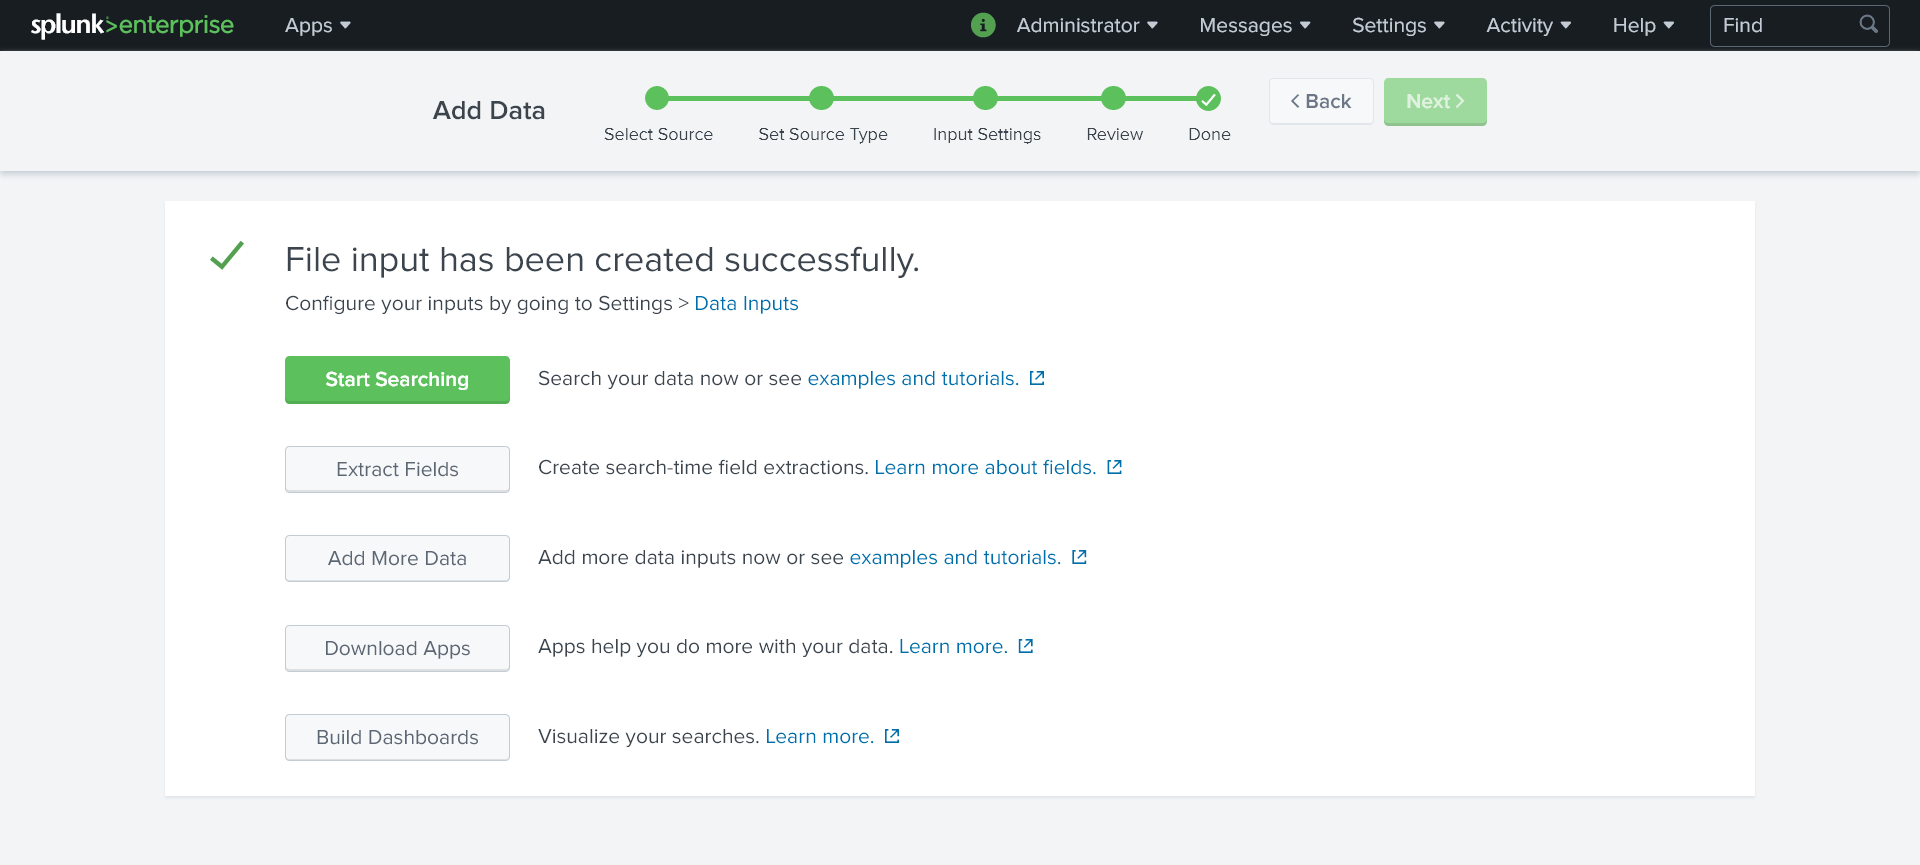 splunk>enterprise Apps Administrator Messages Settings Activity Help Find
Add Data
Select Source Set Source Type Input Settings Review Done
Back Next
File input has been created successfully.
Configure your inputs by going to Settings > Data Inputs
Start Searching Search your data now or see examples and tutorials.
Extract Fields Create search-time field extractions. Learn more about fields.
Add More Data Add more data inputs now or see examples and tutorials.
Download Apps Apps help you do more with your data. Learn more.
Build Dashboards Visualize your searches. Learn more.